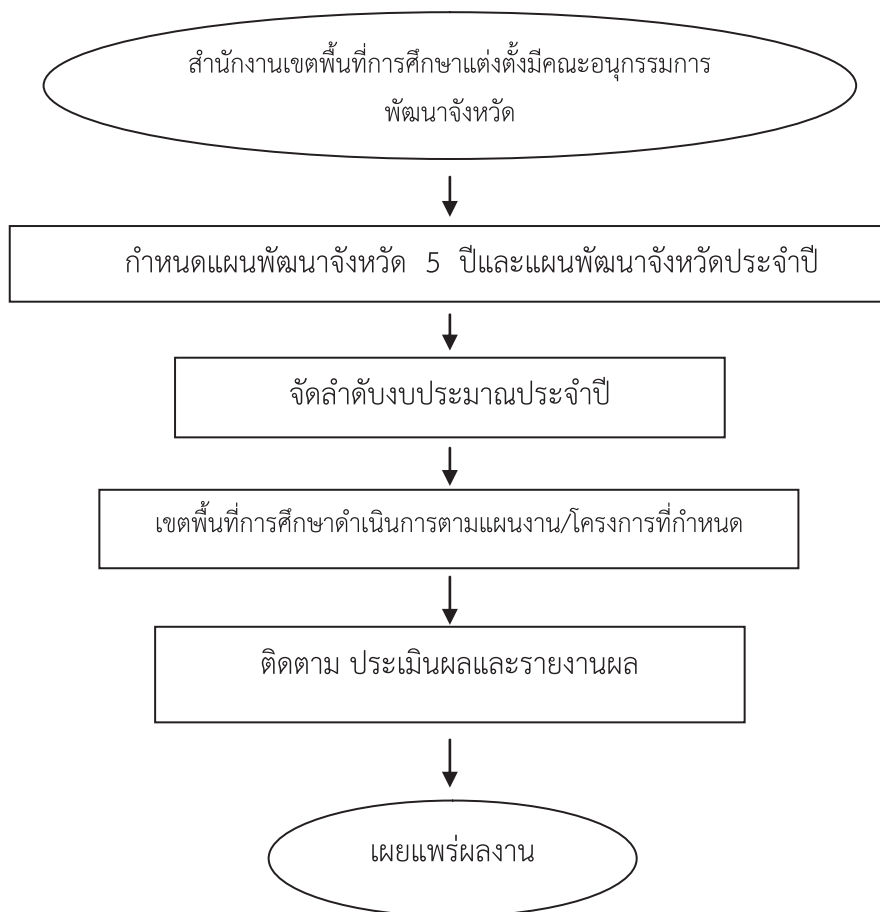 สำนักงานเขตพื้นที่การศึกษาแต่งตั้งมีคณะอนุกรรมการ
พัฒนาจังหวัด
กำหนดแผนพัฒนาจังหวัด 5 ปีและแผนพัฒนาจังหวัดประจำปี
จัดลำดับงบประมาณประจำปี
เขตพื้นที่การศึกษาดำเนินการตามแผนงาน/โครงการที่กำหนด
ติดตาม ประเมินผลและรายงานผล
เผยแพร่ผลงาน